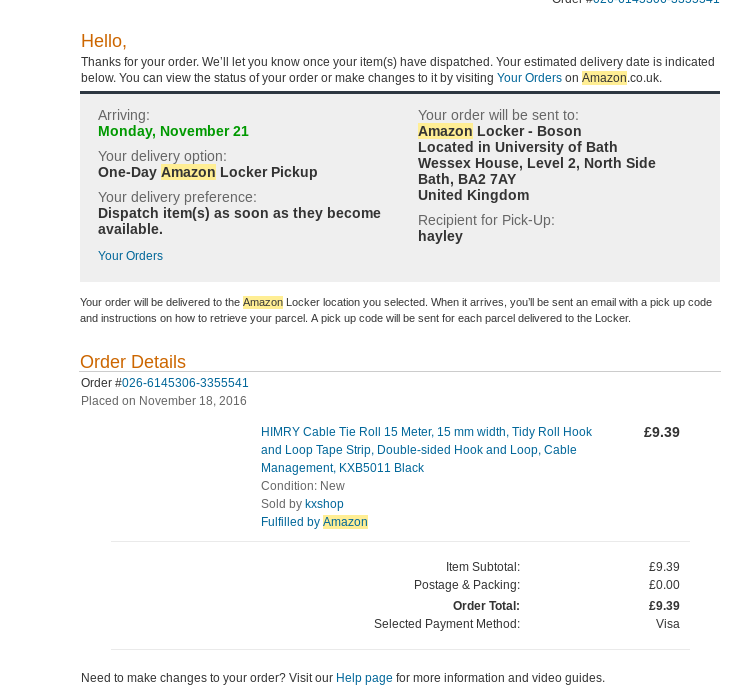 Order #026-6145306-3355541
Hello,
Thanks for your order. We’ll let you know once your item(s) have dispatched. Your estimated delivery date is indicated
below. You can view the status of your order or make changes to it by visiting Your Orders on Amazon.co.uk.
Arriving:
Monday, November 21
Your delivery option:
One-Day Amazon Locker Pickup
Your delivery preference:
Dispatch item(s) as soon as they become
available.
Your Orders
Your order will be sent to:
Amazon Locker - Boson
Located in University of Bath
Wessex House, Level 2, North Side
Bath, BA2 7AY
United Kingdom
Recipient for Pick-Up:
hayley
Your order will be delivered to the Amazon Locker location you selected. When it arrives, you’ll be sent an email with a pick up code
and instructions on how to retrieve your parcel. A pick up code will be sent for each parcel delivered to the Locker.
Order Details
Order #026-6145306-3355541
Placed on November 18, 2016
HIMRY Cable Tie Roll 15 Meter, 15 mm width, Tidy Roll Hook £9.39
and Loop Tape Strip, Double-sided Hook and Loop, Cable
Management, KXB5011 Black
Condition: New
Sold by kxshop
Fulfilled by Amazon
Item Subtotal: £9.39
Postage & Packing: £0.00
Order Total: £9.39
Selected Payment Method: Visa
Need to make changes to your order? Visit our Help page for more information and video guides.